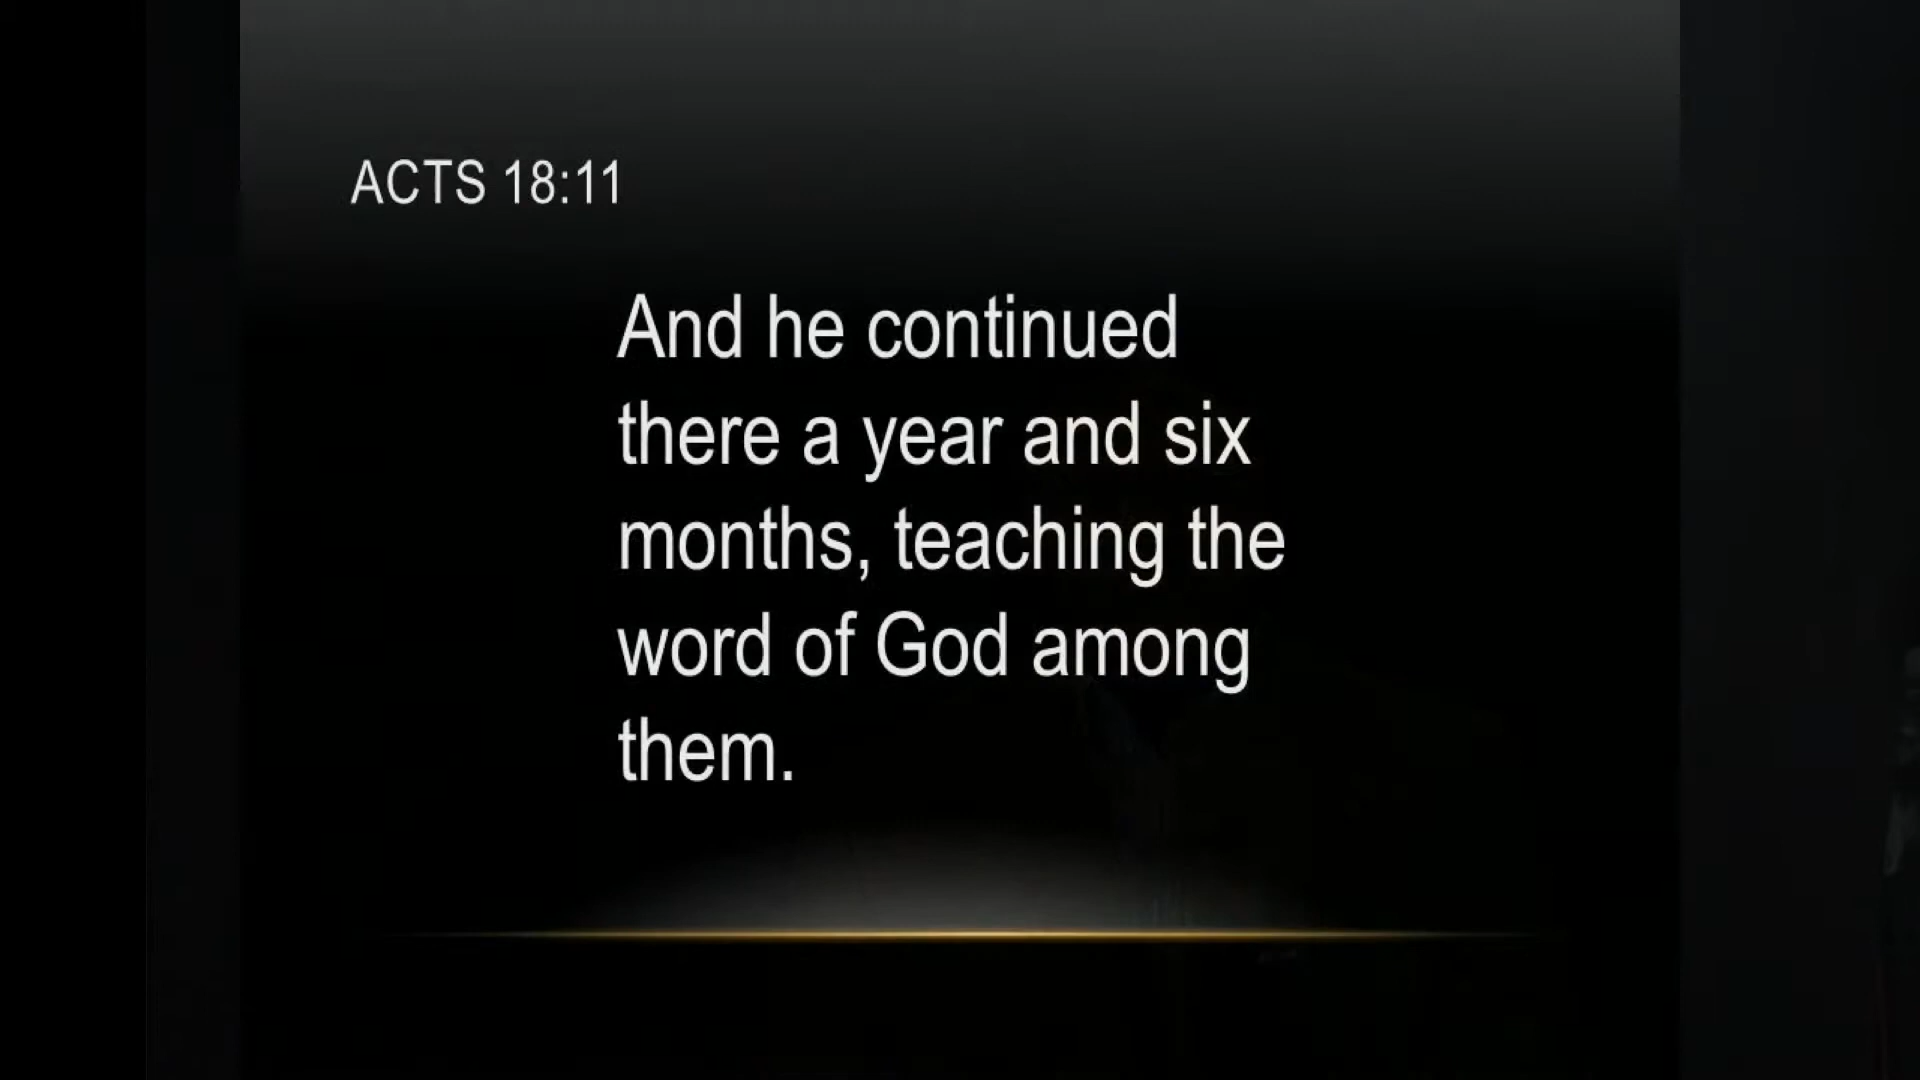 ACTS 18:11
And he continued
there a year and six
months, teaching the
word of God among
them.